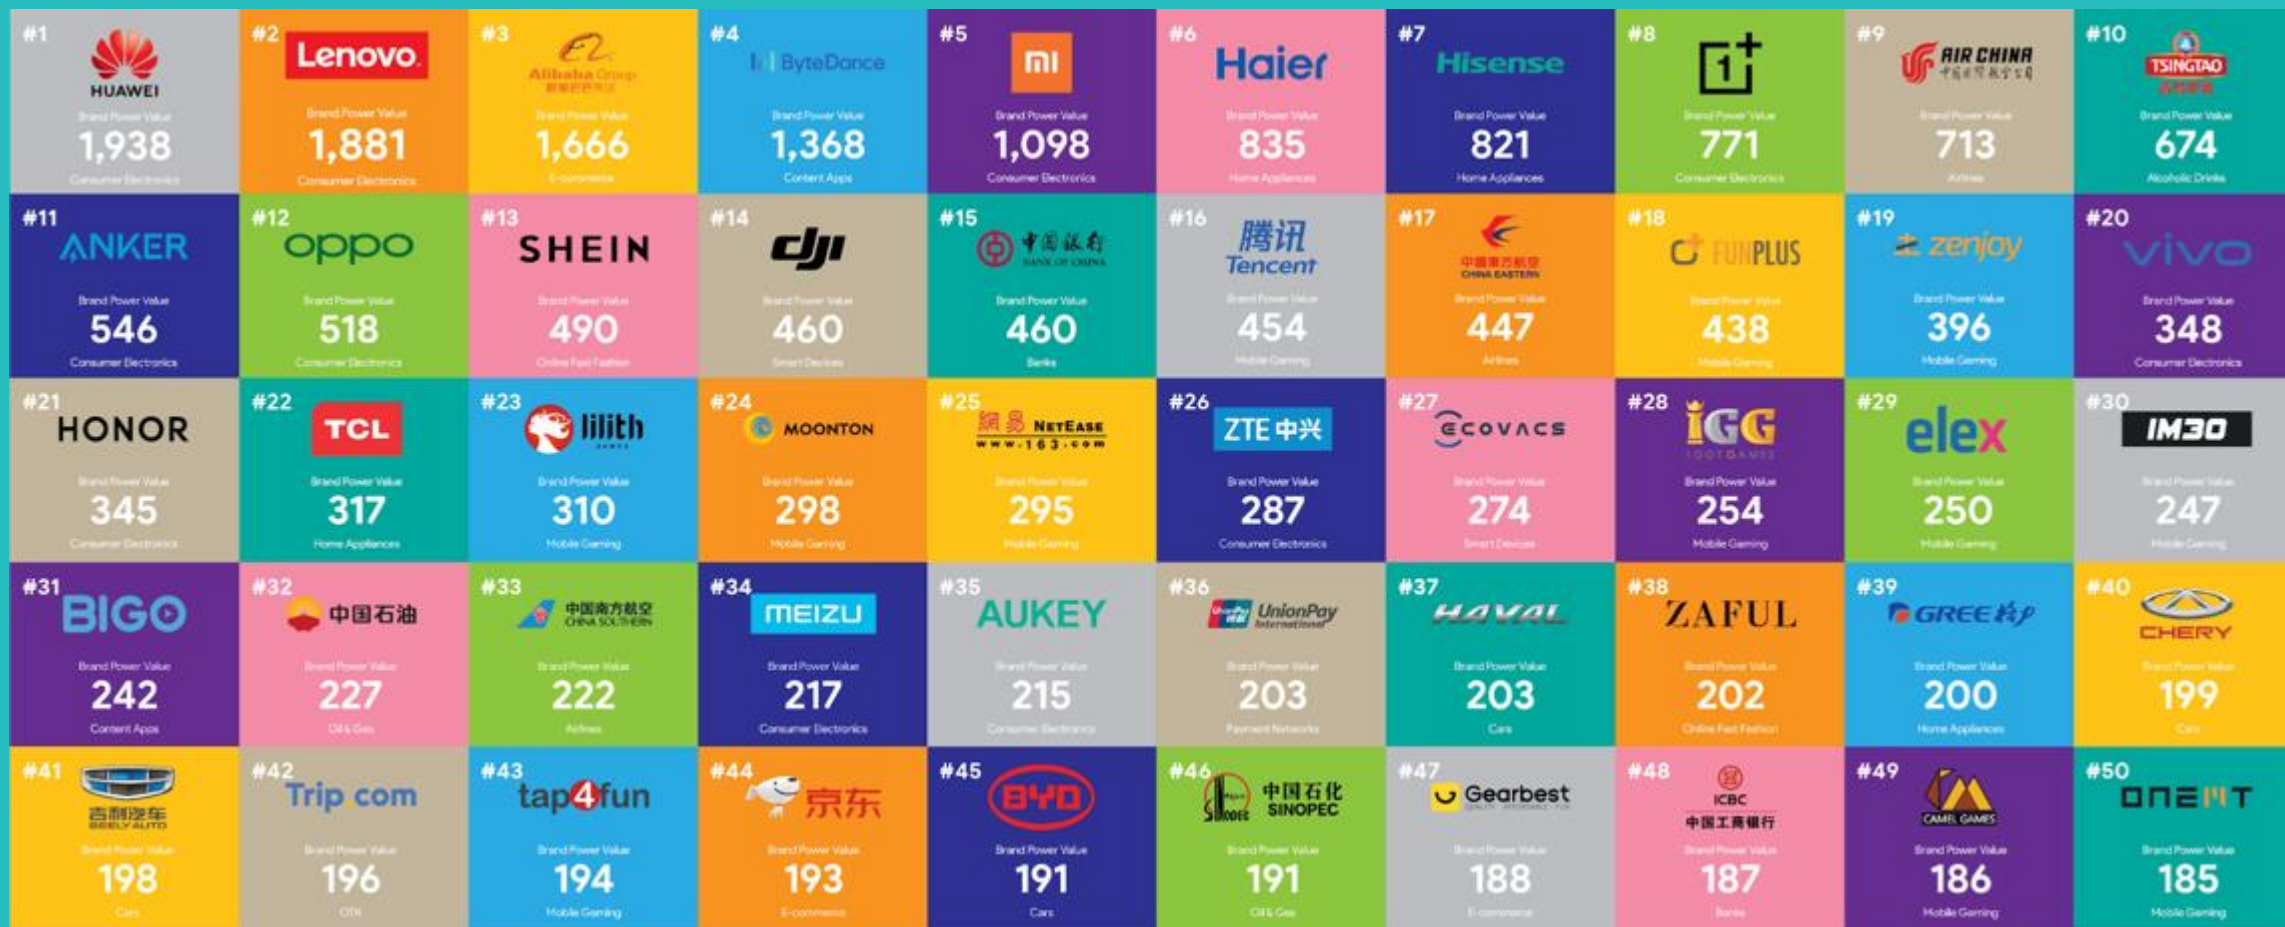 #1
HUAWEI
Brand Power Value
1,938
Consumer Electronics
#2
Lenovo.
Brand Power Value
1,881
Consumer Electronics
#3
Alibaba Group
Brand Power Value
1,666
E-commerce
#4
ByteDance
Brand Power Value
1,368
Content Apps
#5
MI
Brand Power Value
1,098
Consumer Electronics
#6
Haier
Brand Power Value
835
Home Appliances
#7
Hisense
Brand Power Value
821
Home Appliances
#8
1+
Brand Power Value
771
Consumer Electronics
#9
AIR CHINA
Brand Power Value
713
Airlines
#10
TSINGTAO
Brand Power Value
674
Alcoholic Drinks
#11
ANKER
Brand Power Value
546
Consumer Electronics
#12
oppo
Brand Power Value
518
Consumer Electronics
#13
SHEIN
Brand Power Value
490
Online Fast Fashion
#14
dji
Brand Power Value
460
Smart Devices
#15
中国银行
BANK OF CHINA
Brand Power Value
460
Banks
#16
腾讯
Tencent
Brand Power Value
454
Mobile Gaming
#17
中國東方航空
CHINA EASTERN
Brand Power Value
447
Airlines
#18
FUNPLUS
Brand Power Value
438
Mobile Gaming
#19
zenjoy
Brand Power Value
396
Mobile Gaming
#20
vivo
Brand Power Value
348
Consumer Electronics
#21
HONOR
Brand Power Value
345
Consumer Electronics
#22
TCL
Brand Power Value
317
Home Appliances
#23
lilith
GAMES
Brand Power Value
310
Mobile Gaming
#24
MOONTON
Brand Power Value
298
Mobile Gaming
#25
網易 NETEASE
www.163.com
Brand Power Value
295
Mobile Gaming
#26
ZTE中兴
Brand Power Value
287
Consumer Electronics
#27
ECOVACS
Brand Power Value
274
Smart Devices
#28
IGG
Brand Power Value
254
Mobile Gaming
#29
elex
Brand Power Value
250
Mobile Gaming
#30
IM30
Brand Power Value
247
Mobile Gaming
#31
BIGO
Brand Power Value
242
Content Apps
#32
中国石油
Brand Power Value
227
Oil & Gas
#33
中国南方航空
CHINA SOUTHERN
Brand Power Value
222
Airlines
#34
MEIZU
Brand Power Value
217
Consumer Electronics
#35
AUKEY
Brand Power Value
215
Consumer Electronics
#36
UnionPay
International
Brand Power Value
203
Payment Networks
#37
HAVAL
Brand Power Value
203
Cars
#38
ZAFUL
Brand Power Value
202
Online Fast Fashion
#39
GREE格力
Brand Power Value
200
Home Appliances
#40
CHERY
Brand Power Value
199
Cars
#41
吉利汽车
GEELY AUTO
Brand Power Value
198
Cars
#42
Trip com
Brand Power Value
196
OTA
#43
tap4fun
Brand Power Value
194
Mobile Gaming
#44
京东
Brand Power Value
193
E-commerce
#45
BYD
Brand Power Value
191
Cars
#46
中国石化
SINOPEC
Brand Power Value
191
Oil & Gas
#47
Gearbest
Brand Power Value
188
E-commerce
#48
ICBC
中国工商银行
Brand Power Value
187
Banks
#49
CAMEL GAMES
Brand Power Value
186
Mobile Gaming
#50
ONEMT
Brand Power Value
185
Mobile Gaming